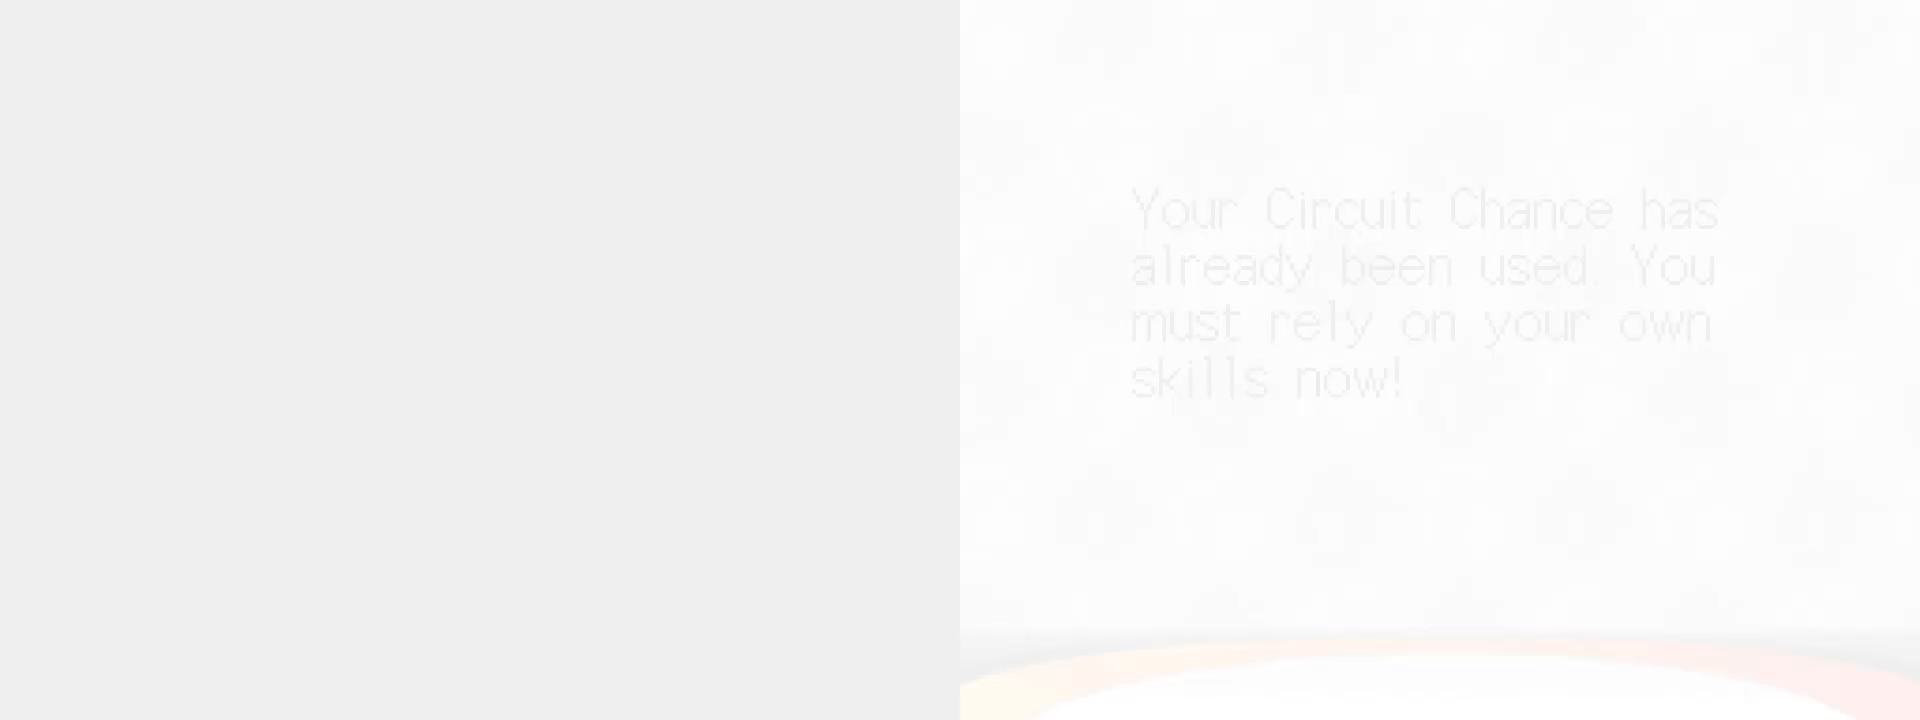 Your Circuit Chance has
already been used. You
must rely on your own
skills now!